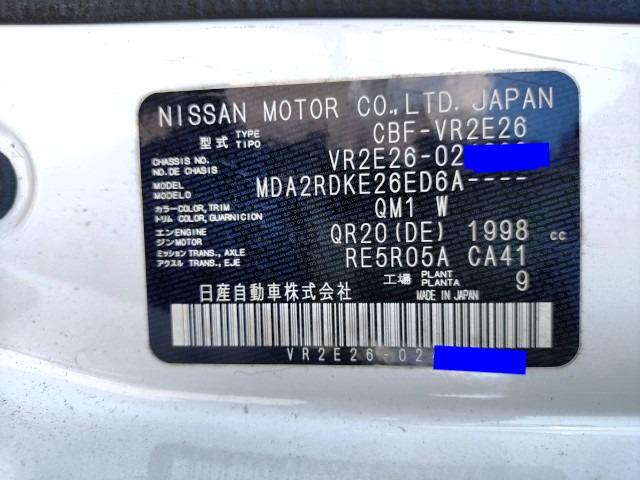 NISSAN MOTOR CO.,LTD. JAPAN
型式 TYPE TIPO CBF-VR2E26
CHASSIS NO. NO.DE CHASIS VR2E26-02
MODEL MODELO MDA2RDKE26ED6A----
カラー COLOR, TRIM トリム COLOR, GUARNICION QM1 W
エンジン ENGINE MOTOR QR20(DE) 1998 cc
ミッション TRANS., AXLE アクスル TRANS., EJE RE5R05A CA41
工場 PLANT PLANTA 9
日産自動車株式会社 MADE IN JAPAN
VR2E26-02